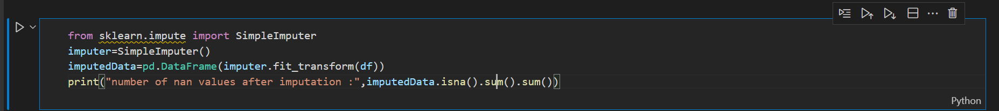 from sklearn.impute import SimpleImputer
imputer=SimpleImputer()
imputedData=pd.DataFrame(imputer.fit_transform(df))
print("number of nan values after imputation :",imputedData.isna().sum().sum())
Python